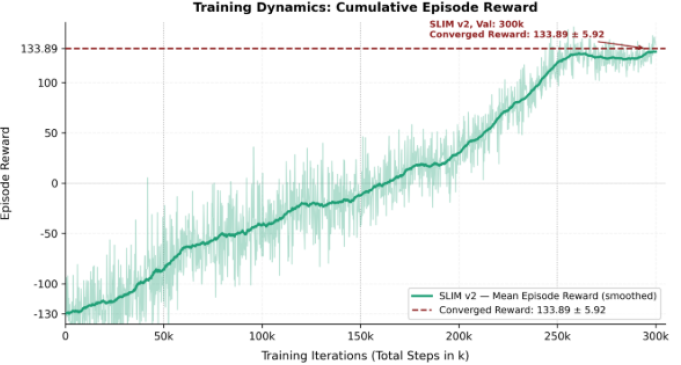 Training Dynamics: Cumulative Episode Reward
SLIM v2, Val: 300k
Converged Reward: 133.89 ± 5.92
133.89
100
50
0
-50
-100
-130
Episode Reward
SLIM v2 — Mean Episode Reward (smoothed)
Converged Reward: 133.89 ± 5.92
0 50k 100k 150k 200k 250k 300k
Training Iterations (Total Steps in k)